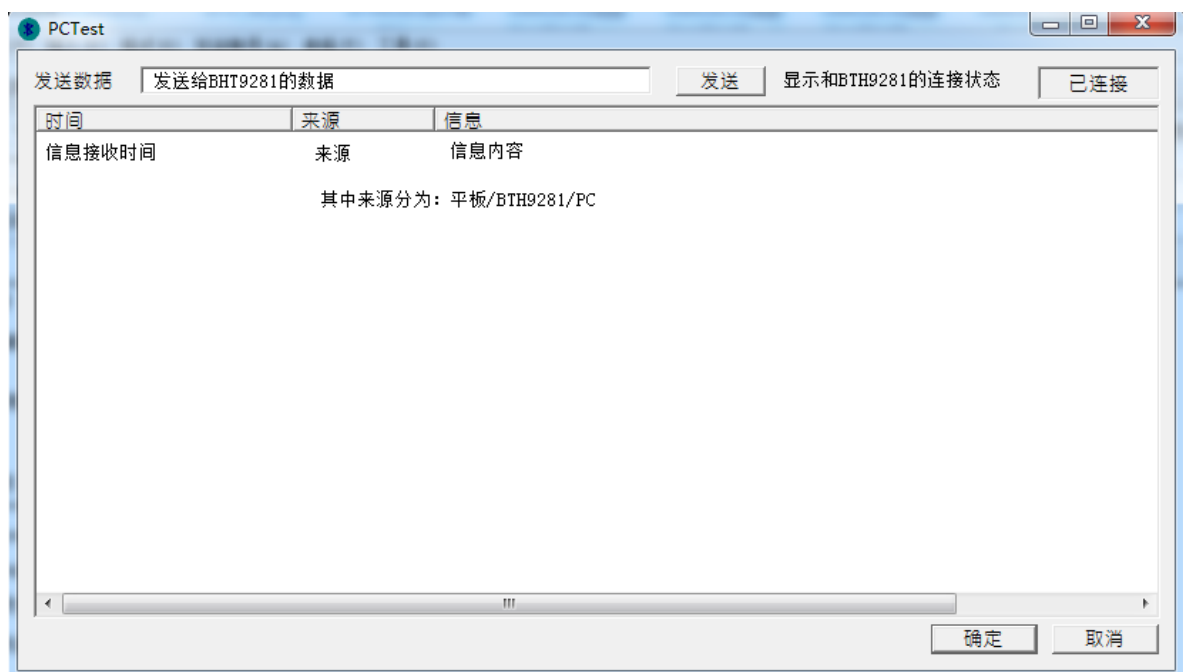 PCTest
发送数据 发送给BHT9281的数据 发送 显示和BTH9281的连接状态 已连接
时间 来源 信息
信息接收时间 来源 信息内容
其中来源分为: 平板/BTH9281/PC
确定 取消